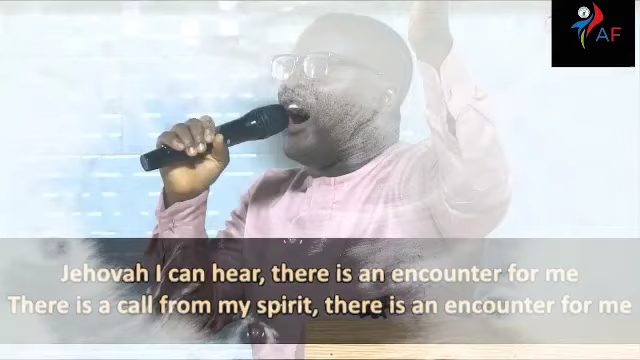 AF
Jehovah I can hear, there is an encounter for me
There is a call from my spirit, there is an encounter for me